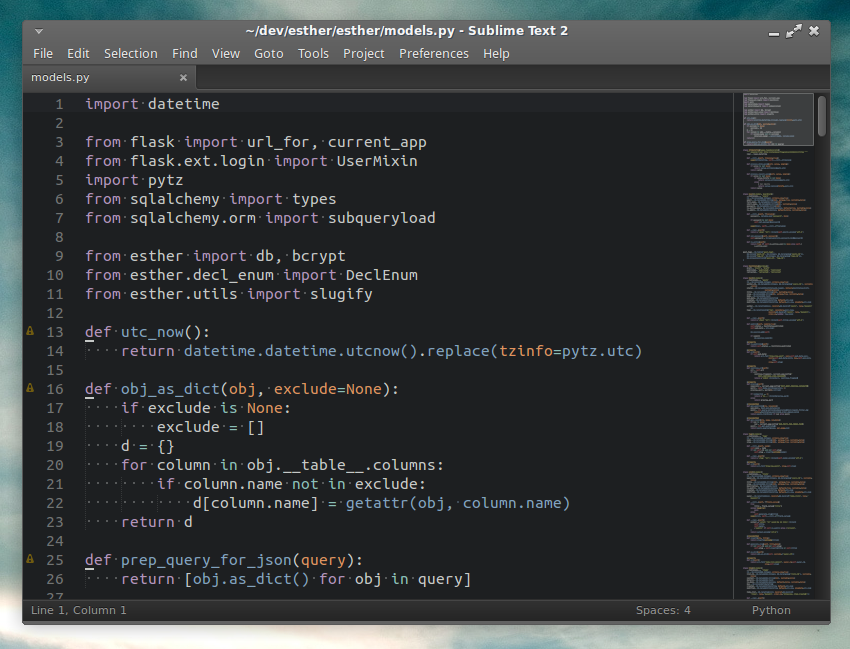 ~/dev/esther/esther/models.py - Sublime Text 2
File Edit Selection Find View Goto Tools Project Preferences Help
models.py ×
1 import datetime
2
3 from flask import url_for, current_app
4 from flask.ext.login import UserMixin
5 import pytz
6 from sqlalchemy import types
7 from sqlalchemy.orm import subqueryload
8
9 from esther import db, bcrypt
10 from esther.decl_enum import DeclEnum
11 from esther.utils import slugify
12
13 def utc_now():
14 ····return datetime.datetime.utcnow().replace(tzinfo=pytz.utc)
15
16 def obj_as_dict(obj, exclude=None):
17     if exclude is None:
18         exclude = []
19     d = {}
20     for column in obj.__table__.columns:
21         if column.name not in exclude:
22             d[column.name] = getattr(obj, column.name)
23     return d
24
25 def prep_query_for_json(query):
26     return [obj.as_dict() for obj in query]
27
Line 1, Column 1 Spaces: 4 Python